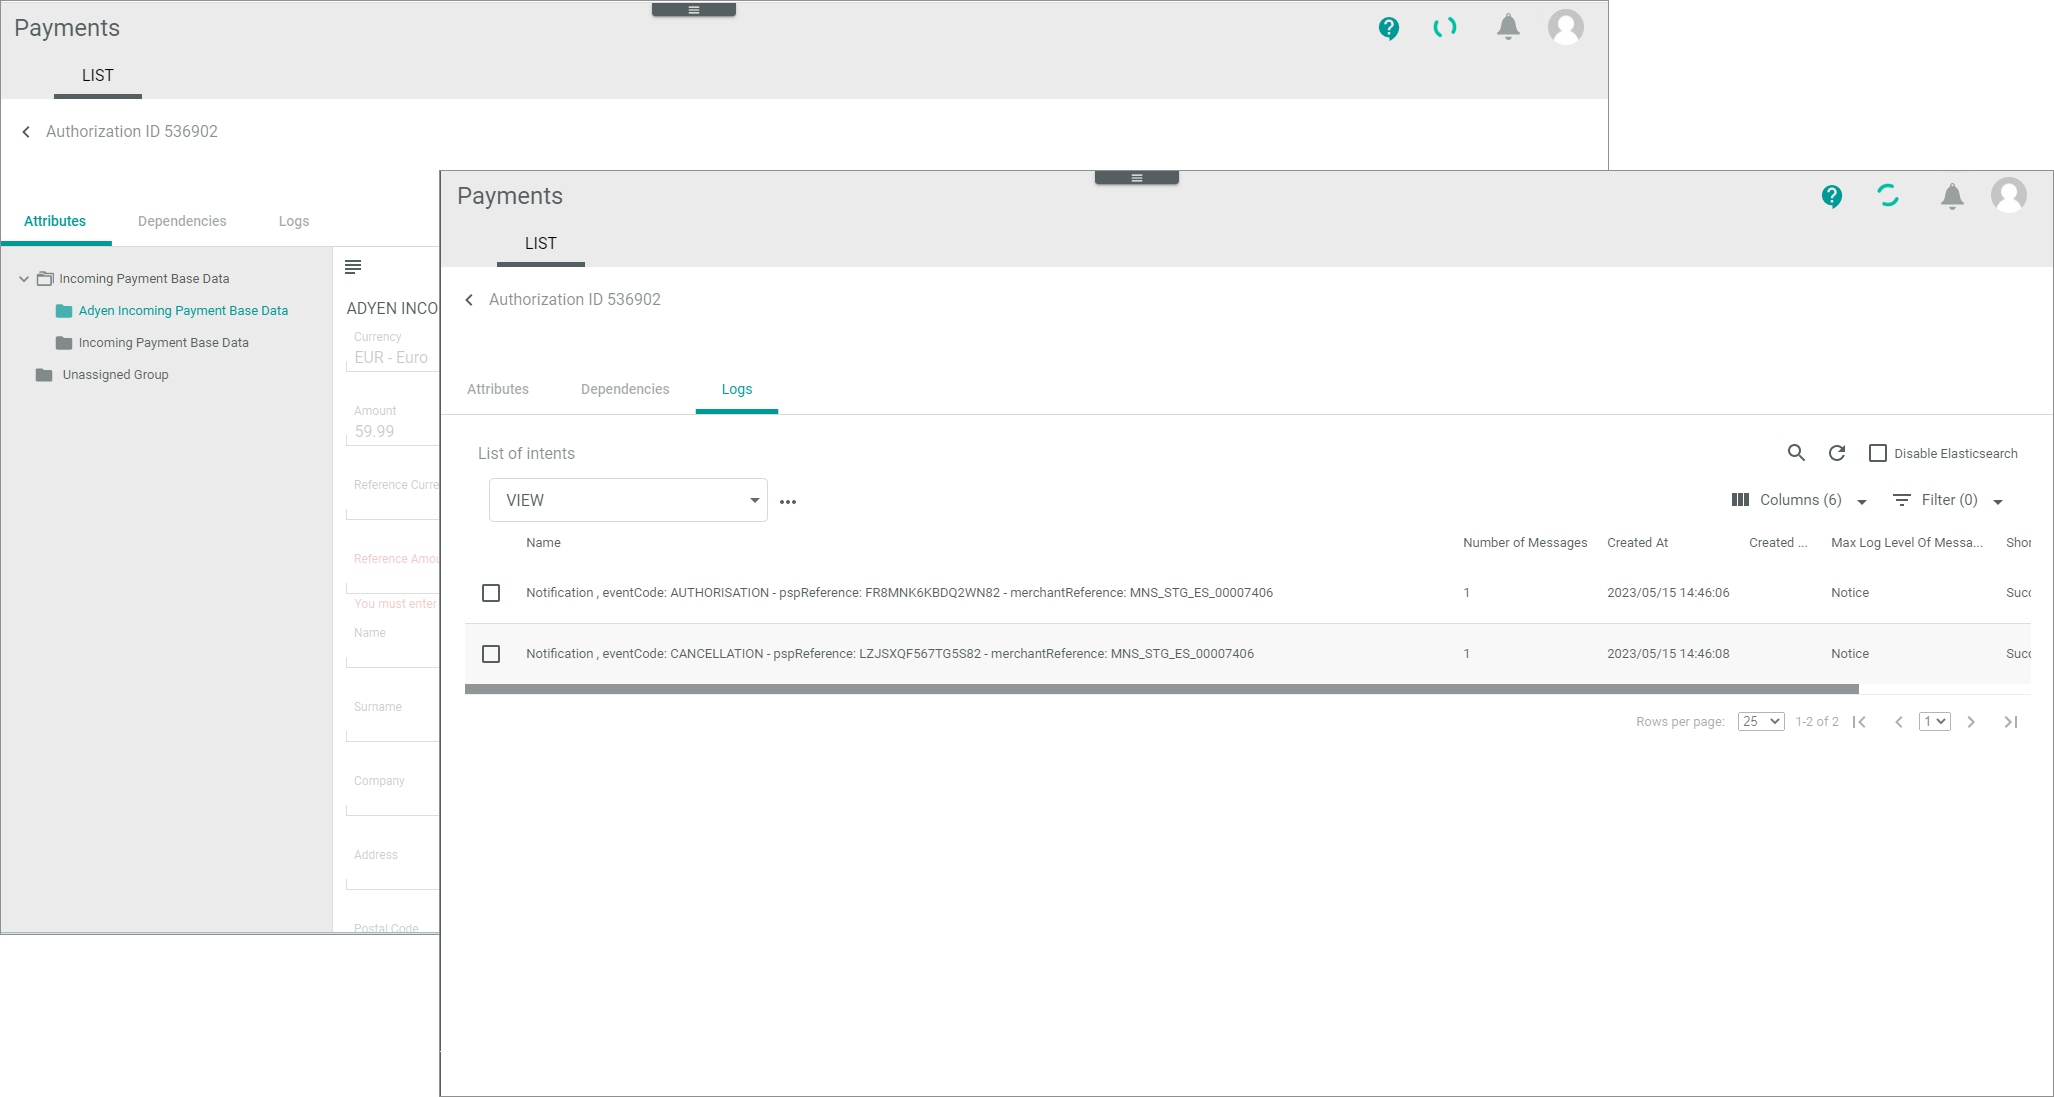 Payments
LIST
Authorization ID 536902
Attributes Dependencies Logs
Incoming Payment Base Data
Adyen Incoming Payment Base Data
Incoming Payment Base Data
Unassigned Group
ADYEN INCO
Currency
EUR - Euro
Amount
59.99
Reference Curre
Reference Amou
You must enter
Name
Surname
Company
Address
Postal Code
Payments
LIST
Authorization ID 536902
Attributes Dependencies Logs
List of intents
Disable Elasticsearch
VIEW
Columns (6) Filter (0)
Name Number of Messages Created At Created ... Max Log Level Of Messa... Shor
Notification , eventCode: AUTHORISATION - pspReference: FR8MNK6KBDQ2WN82 - merchantReference: MNS_STG_ES_00007406 1 2023/05/15 14:46:06 Notice Succ
Notification , eventCode: CANCELLATION - pspReference: LZJSXQF567TG5S82 - merchantReference: MNS_STG_ES_00007406 1 2023/05/15 14:46:08 Notice Succ
Rows per page: 25 1-2 of 2 1